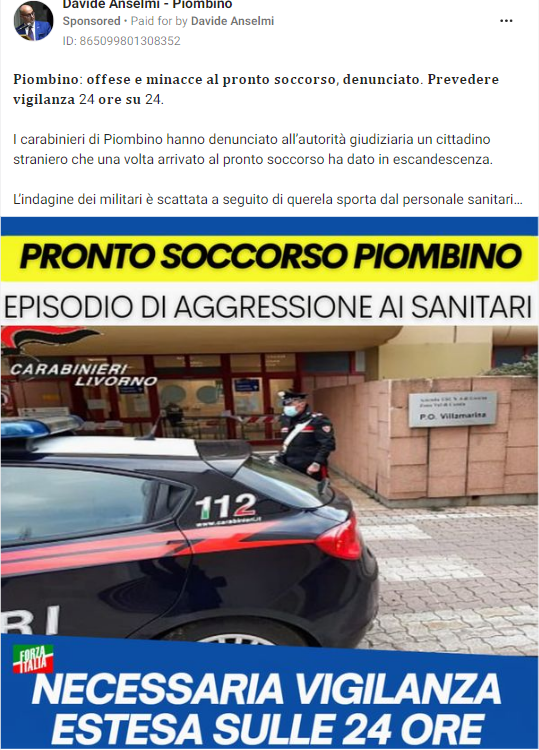 Davide Anselmi - Piombino
Sponsored • Paid for by Davide Anselmi
ID: 865099801308352
Piombino: offese e minacce al pronto soccorso, denunciato. Prevedere
vigilanza 24 ore su 24.
I carabinieri di Piombino hanno denunciato all'autorità giudiziaria un cittadino
straniero che una volta arrivato al pronto soccorso ha dato in escandescenza.
L'indagine dei militari è scattata a seguito di querela sporta dal personale sanitari...
PRONTO SOCCORSO PIOMBINO
EPISODIO DI AGGRESSIONE AI SANITARI
CARABINIERI
LIVORNO
P.O. Villamarina
112
www.carabinieri.it
RI
FORZA
ITALIA
NECESSARIA VIGILANZA
ESTESA SULLE 24 ORE